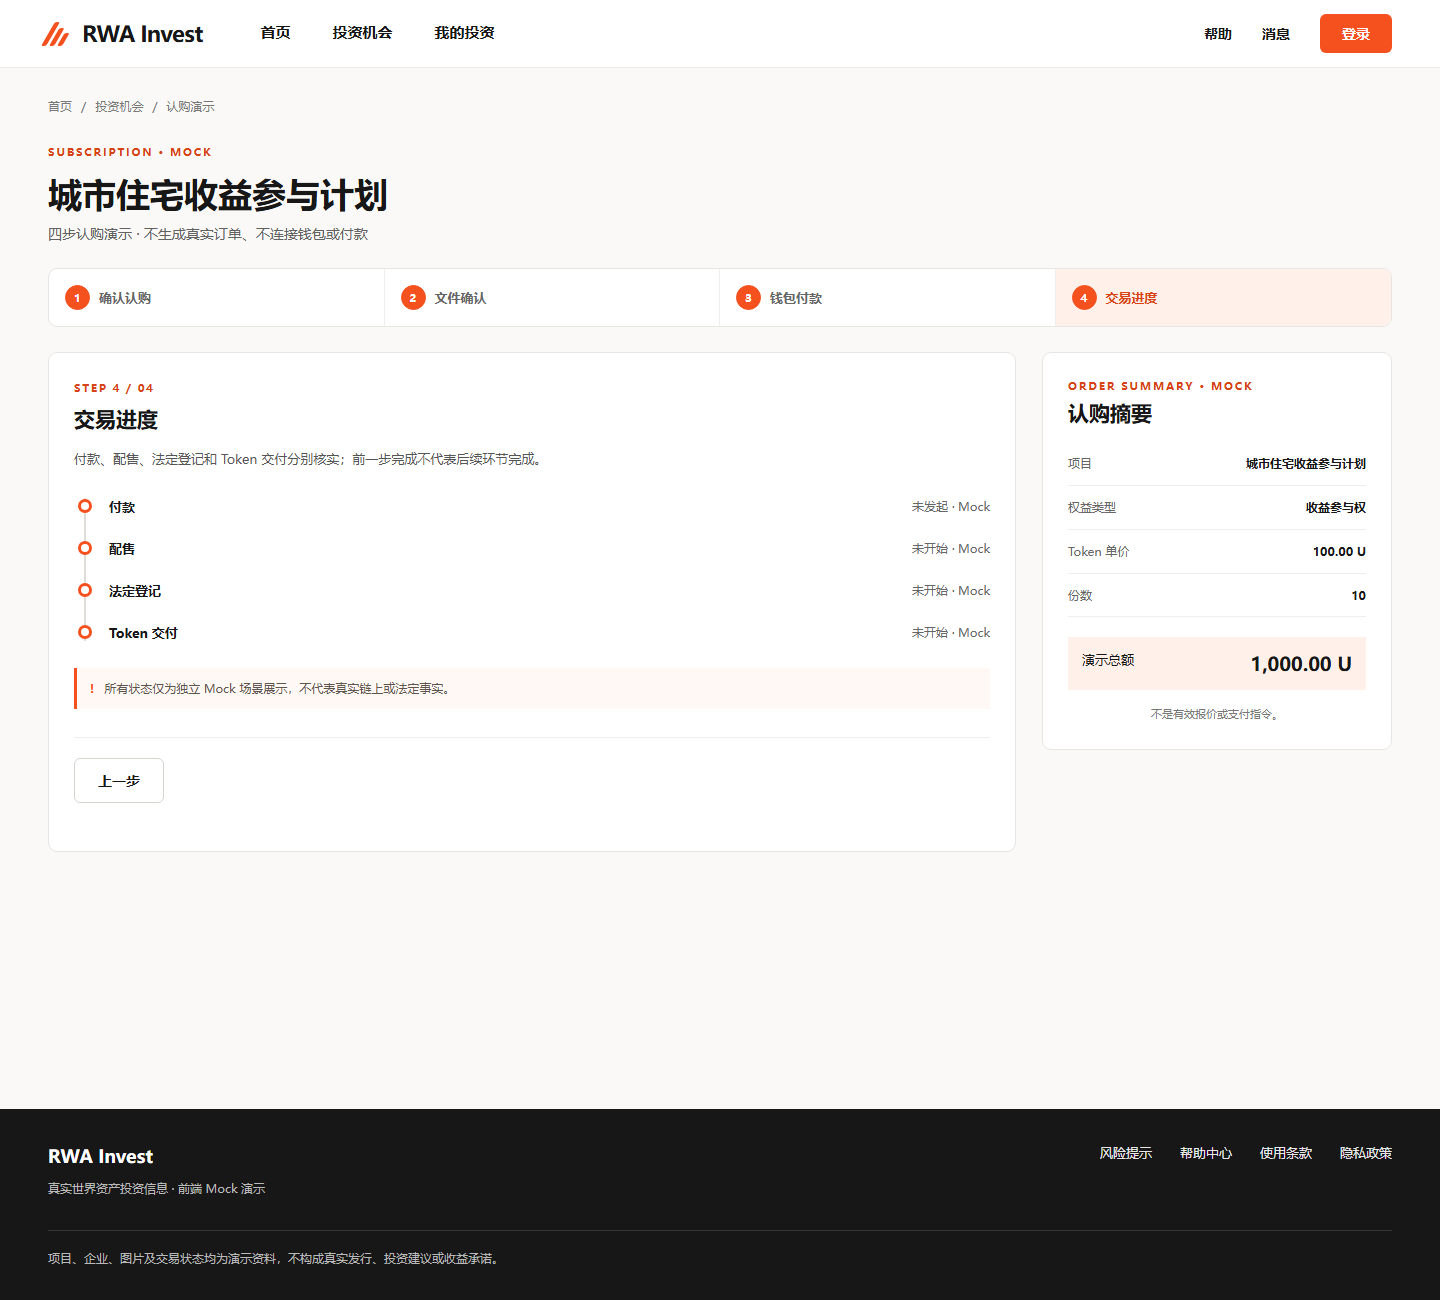 RWA Invest 首页 投资机会 我的投资 帮助 消息 登录
首页 / 投资机会 / 认购演示
SUBSCRIPTION • MOCK
城市住宅收益参与计划
四步认购演示 · 不生成真实订单、不连接钱包或付款
1 确认认购 2 文件确认 3 钱包付款 4 交易进度
STEP 4 / 04
交易进度
付款、配售、法定登记和 Token 交付分别核实；前一步完成不代表后续环节完成。
付款 未发起 · Mock
配售 未开始 · Mock
法定登记 未开始 · Mock
Token 交付 未开始 · Mock
! 所有状态仅为独立 Mock 场景展示，不代表真实链上或法定事实。
上一步
ORDER SUMMARY • MOCK
认购摘要
项目 城市住宅收益参与计划
权益类型 收益参与权
Token 单价 100.00 U
份数 10
演示总额 1,000.00 U
不是有效报价或支付指令。
RWA Invest 风险提示 帮助中心 使用条款 隐私政策
真实世界资产投资信息 · 前端 Mock 演示
项目、企业、图片及交易状态均为演示资料，不构成真实发行、投资建议或收益承诺。